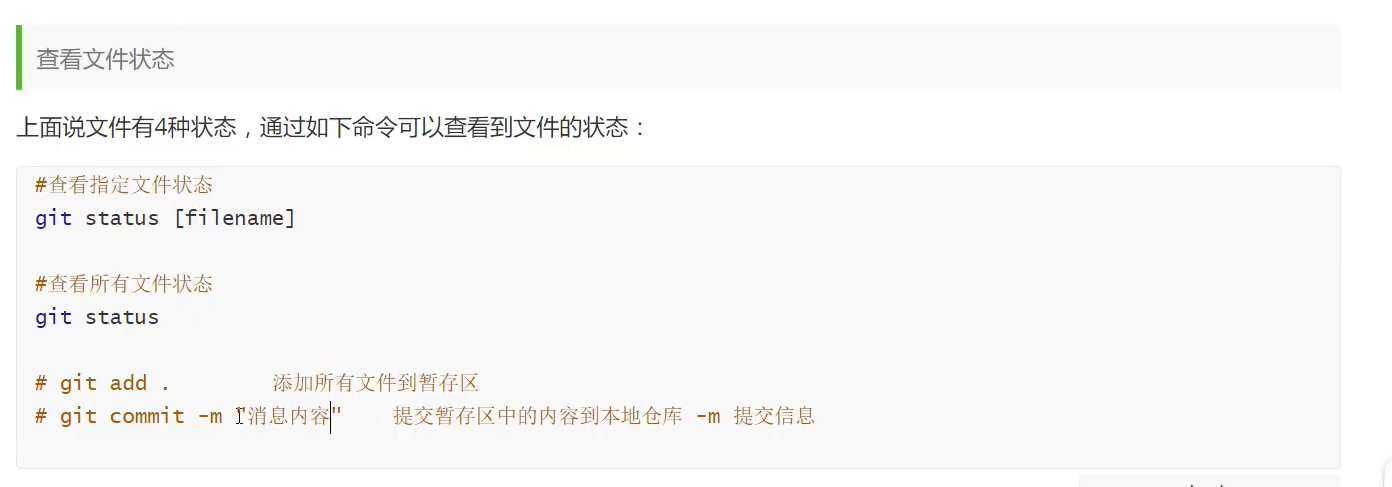 查看文件状态
上面说文件有4种状态，通过如下命令可以查看到文件的状态：
#查看指定文件状态
git status [filename]
#查看所有文件状态
git status
# git add .        添加所有文件到暂存区
# git commit -m "消息内容"    提交暂存区中的内容到本地仓库 -m 提交信息